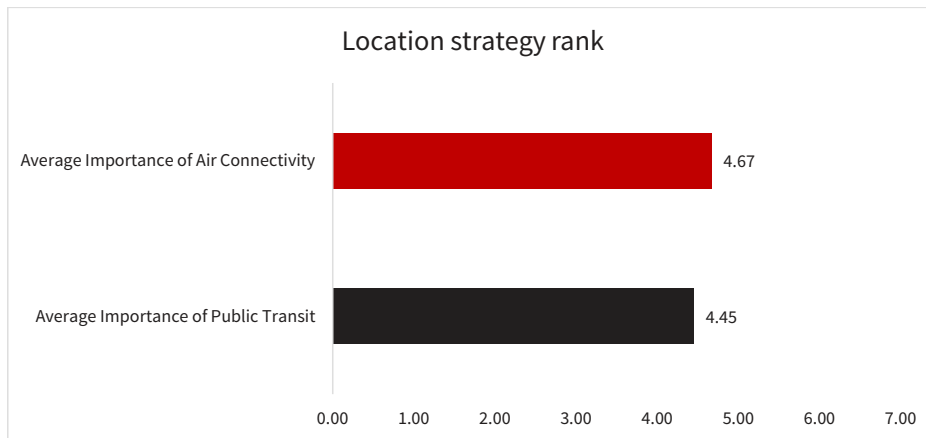 Location strategy rank
Average Importance of Air Connectivity
4.67
Average Importance of Public Transit
4.45
0.00 1.00 2.00 3.00 4.00 5.00 6.00 7.00